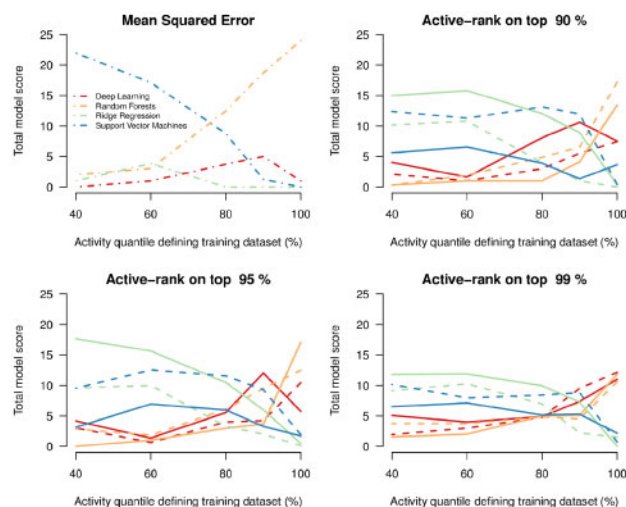 Mean Squared Error
Total model score
25
20
15
10
5
0
Deep Learning
Random Forests
Ridge Regression
Support Vector Machines
40 60 80 100
Activity quantile defining training dataset (%)
Active-rank on top 90 %
Total model score
25
20
15
10
5
0
40 60 80 100
Activity quantile defining training dataset (%)
Active-rank on top 95 %
Total model score
25
20
15
10
5
0
40 60 80 100
Activity quantile defining training dataset (%)
Active-rank on top 99 %
Total model score
25
20
15
10
5
0
40 60 80 100
Activity quantile defining training dataset (%)